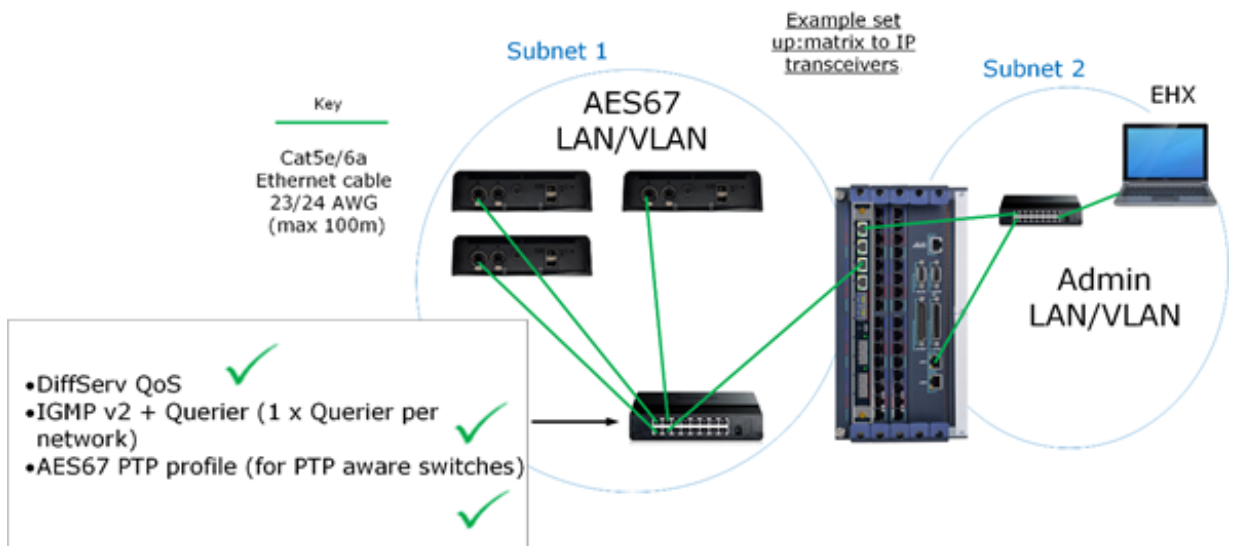 Example set
up:matrix to IP
transceivers
Subnet 1
Subnet 2
Key
AES67
LAN/VLAN
EHX
Cat5e/6a
Ethernet cable
23/24 AWG
(max 100m)
Admin
LAN/VLAN
•DiffServ QoS
•IGMP v2 + Querier (1 x Querier per
network)
•AES67 PTP profile (for PTP aware switches)